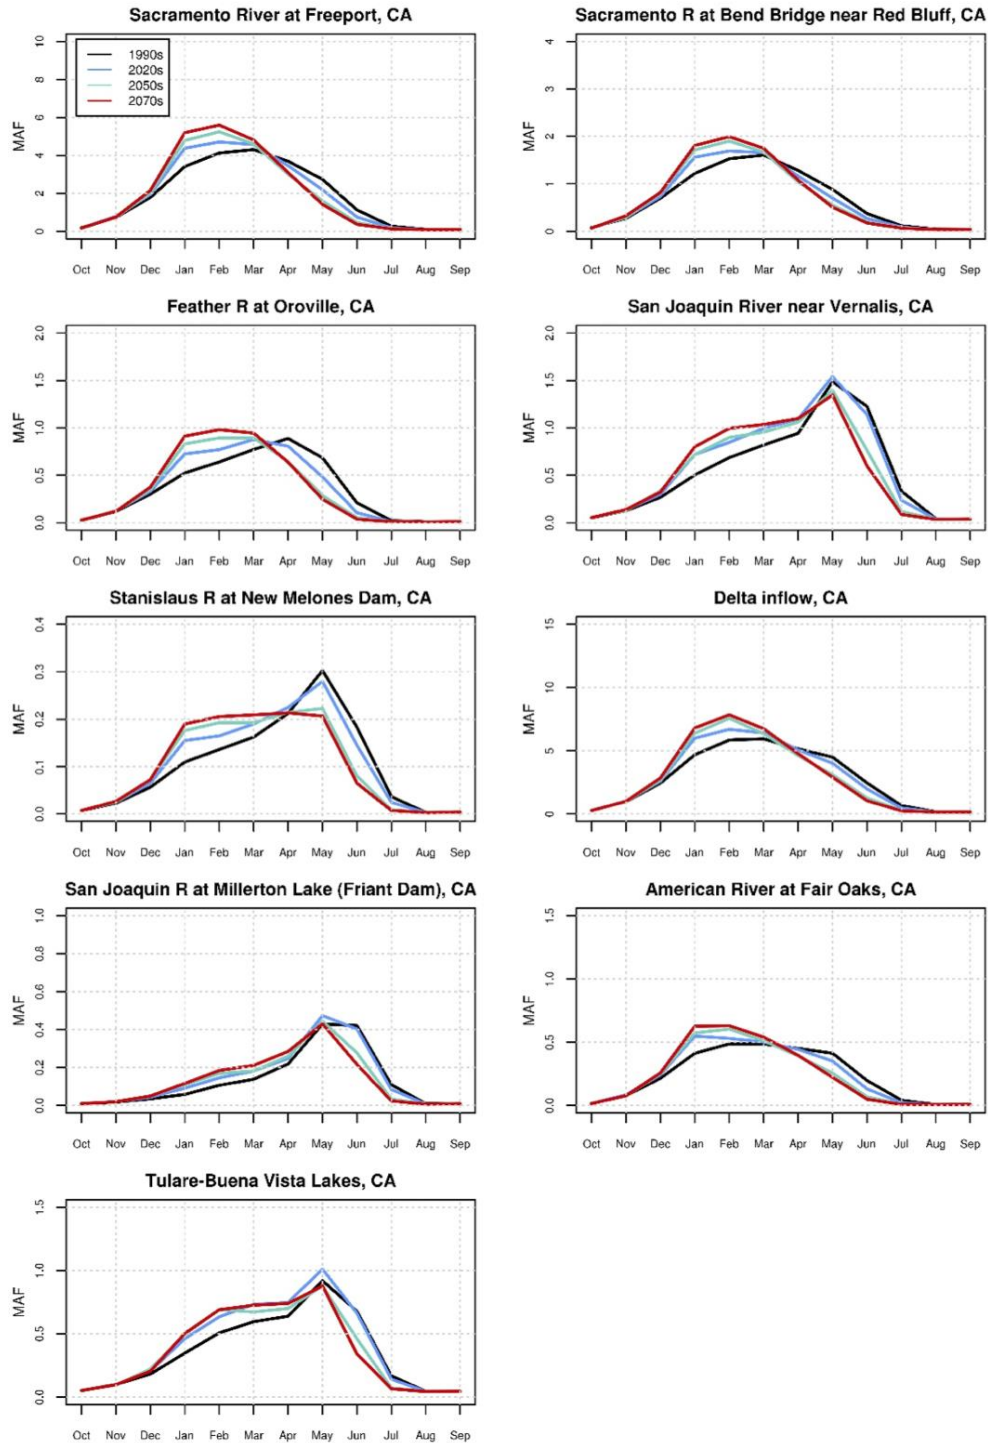 Sacramento River at Freeport, CA
MAF
10
8
6
4
2
0
1990s
2020s
2050s
2070s
Oct Nov Dec Jan Feb Mar Apr May Jun Jul Aug Sep
Sacramento R at Bend Bridge near Red Bluff, CA
MAF
4
3
2
1
0
Oct Nov Dec Jan Feb Mar Apr May Jun Jul Aug Sep
Feather R at Oroville, CA
MAF
2.0
1.5
1.0
0.5
0.0
Oct Nov Dec Jan Feb Mar Apr May Jun Jul Aug Sep
San Joaquin River near Vernalis, CA
MAF
2.0
1.5
1.0
0.5
0.0
Oct Nov Dec Jan Feb Mar Apr May Jun Jul Aug Sep
Stanislaus R at New Melones Dam, CA
MAF
0.4
0.3
0.2
0.1
0.0
Oct Nov Dec Jan Feb Mar Apr May Jun Jul Aug Sep
Delta inflow, CA
MAF
15
10
5
0
Oct Nov Dec Jan Feb Mar Apr May Jun Jul Aug Sep
San Joaquin R at Millerton Lake (Friant Dam), CA
MAF
1.0
0.8
0.6
0.4
0.2
0.0
Oct Nov Dec Jan Feb Mar Apr May Jun Jul Aug Sep
American River at Fair Oaks, CA
MAF
1.5
1.0
0.5
0.0
Oct Nov Dec Jan Feb Mar Apr May Jun Jul Aug Sep
Tulare-Buena Vista Lakes, CA
MAF
1.5
1.0
0.5
0.0
Oct Nov Dec Jan Feb Mar Apr May Jun Jul Aug Sep